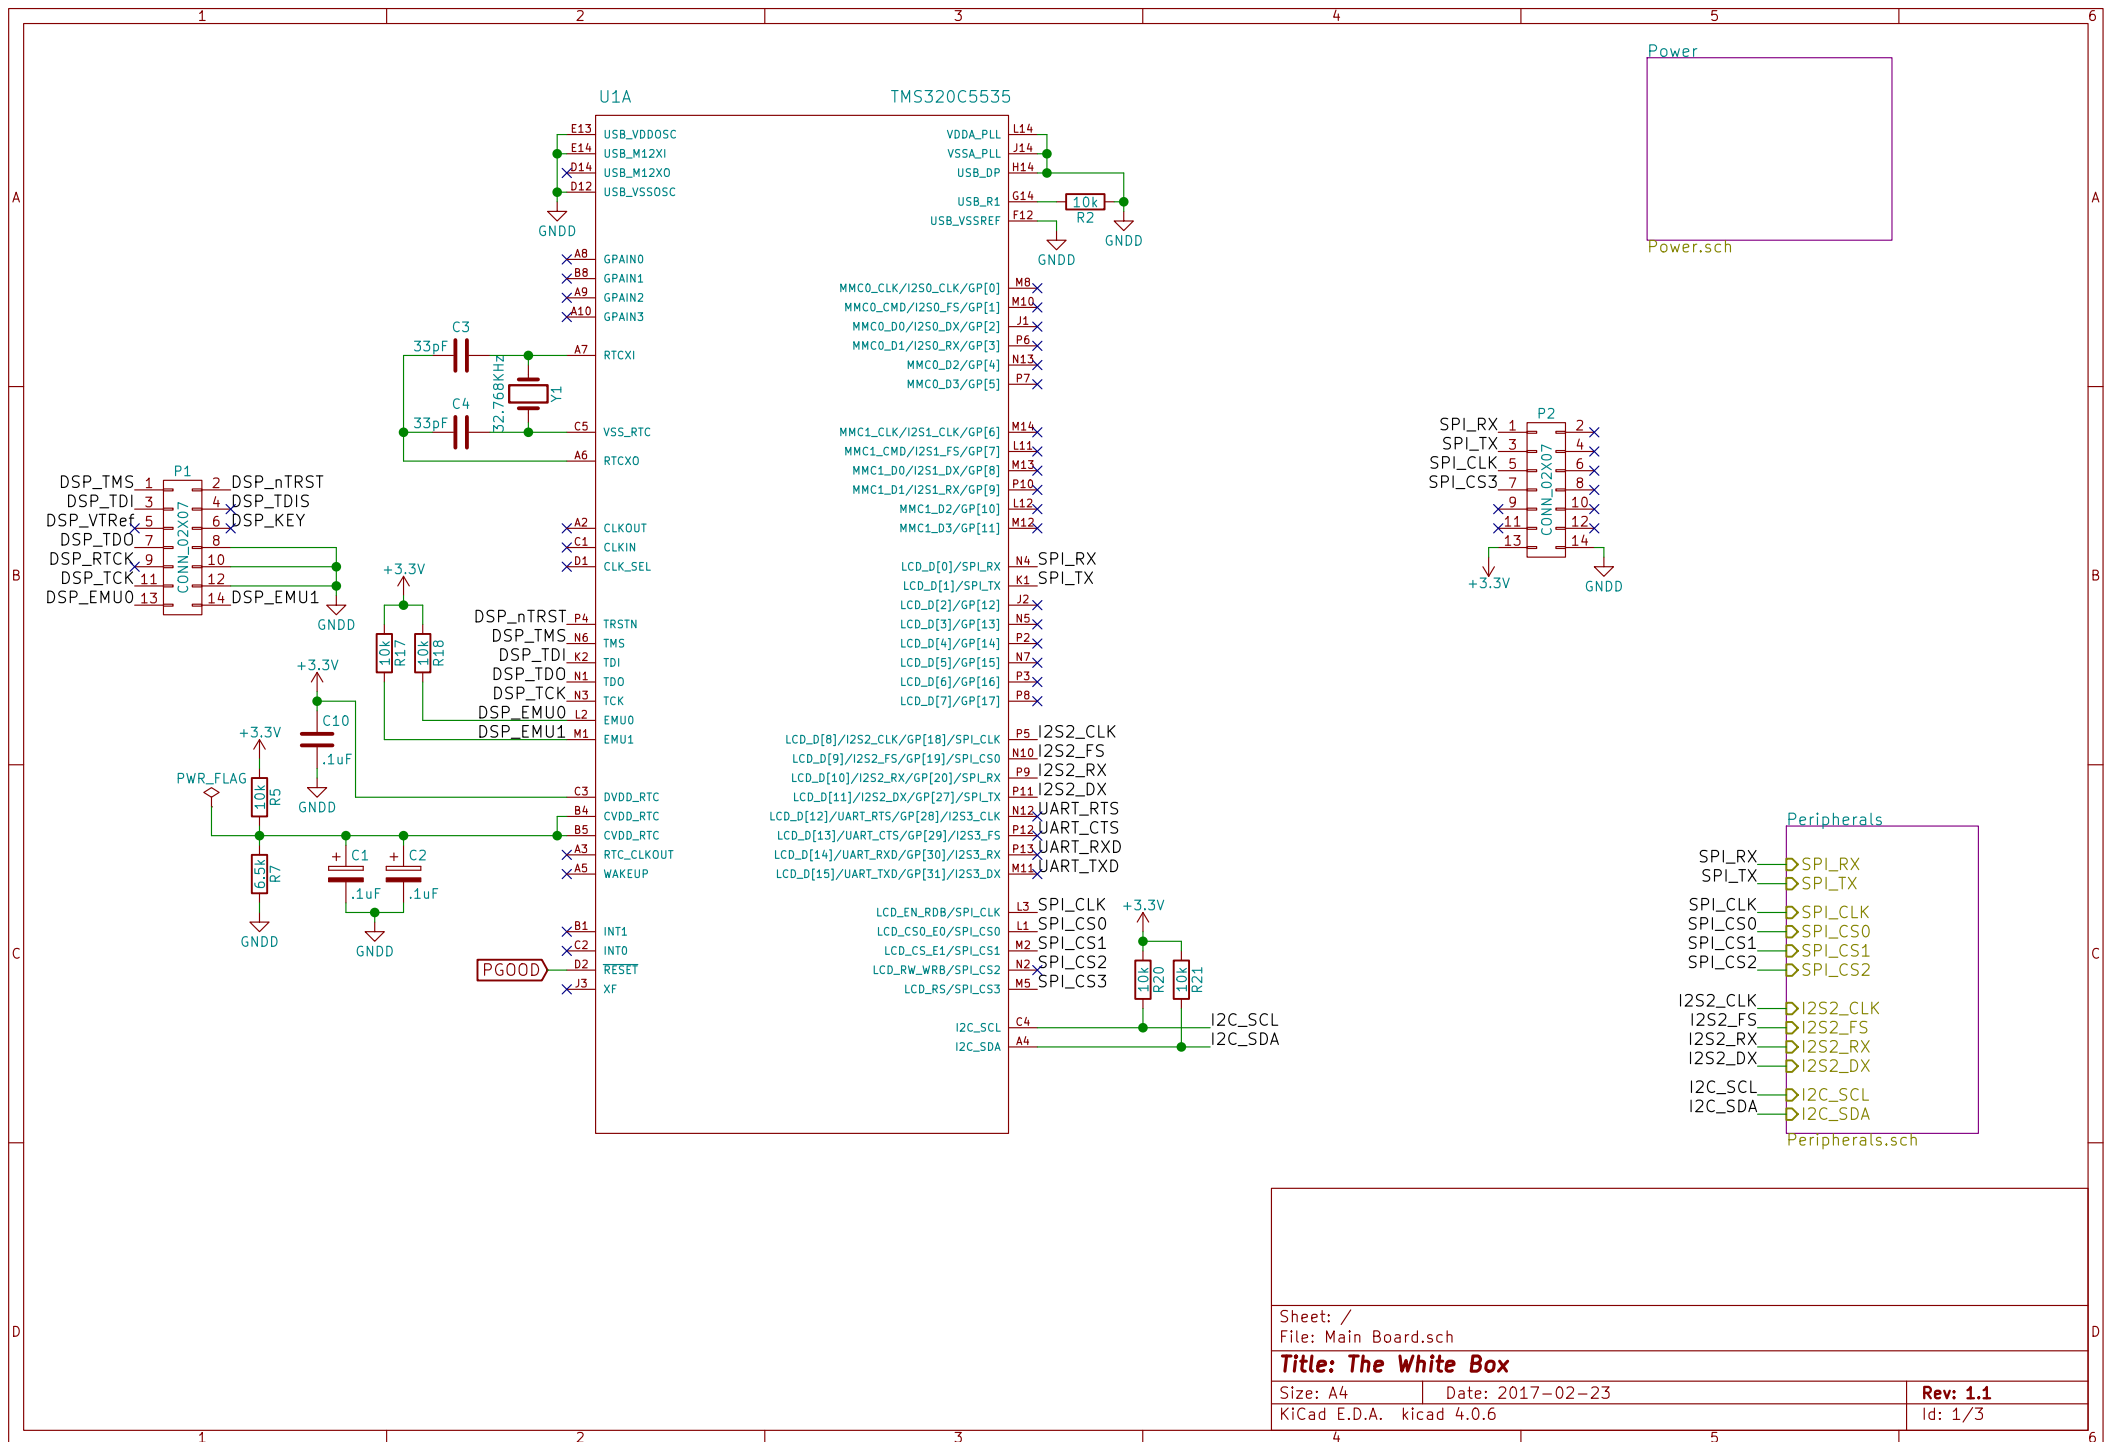 1 2 3 4 5 6
A A
B B
C C
D D
1 2 3 4 5 6
Power
Power.sch
U1A TMS320C5535
E13 USB_VDDOSC
E14 USB_M12XI
D14 USB_M12XO
D12 USB_VSSOSC
GNDD
A8 GPAIN0
B8 GPAIN1
A9 GPAIN2
A10 GPAIN3
A7 RTCXI
C5 VSS_RTC
A6 RTCXO
C3
33pF
C4
33pF
32.768KHz
Y1
A2 CLKOUT
C1 CLKIN
D1 CLK_SEL
DSP_nTRST P4 TRSTN
DSP_TMS N6 TMS
DSP_TDI K2 TDI
DSP_TDO N1 TDO
DSP_TCK N3 TCK
DSP_EMU0 L2 EMU0
DSP_EMU1 M1 EMU1
C3 DVDD_RTC
B4 CVDD_RTC
B5 CVDD_RTC
A3 RTC_CLKOUT
A5 WAKEUP
B1 INT1
C2 INT0
PGOOD D2 RESET
J3 XF
P1
CONN_02X07
DSP_TMS 1 2 DSP_nTRST
DSP_TDI 3 4 DSP_TDIS
DSP_VTRef 5 6 DSP_KEY
DSP_TDO 7 8
DSP_RTCK 9 10
DSP_TCK 11 12
DSP_EMU0 13 14 DSP_EMU1
GNDD
+3.3V
10k R17
10k R18
+3.3V
C10
.1uF
GNDD
+3.3V
PWR_FLAG
10k R5
6.5k R7
GNDD
C1
.1uF
C2
.1uF
GNDD
VDDA_PLL L14
VSSA_PLL J14
USB_DP H14
USB_R1 G14
USB_VSSREF F12
10k
R2
GNDD
GNDD
MMC0_CLK/I2S0_CLK/GP[0] M8
MMC0_CMD/I2S0_FS/GP[1] M10
MMC0_D0/I2S0_DX/GP[2] J1
MMC0_D1/I2S0_RX/GP[3] P6
MMC0_D2/GP[4] N13
MMC0_D3/GP[5] P7
MMC1_CLK/I2S1_CLK/GP[6] M14
MMC1_CMD/I2S1_FS/GP[7] L11
MMC1_D0/I2S1_DX/GP[8] M13
MMC1_D1/I2S1_RX/GP[9] P10
MMC1_D2/GP[10] L12
MMC1_D3/GP[11] M12
LCD_D[0]/SPI_RX N4 SPI_RX
LCD_D[1]/SPI_TX K1 SPI_TX
LCD_D[2]/GP[12] J2
LCD_D[3]/GP[13] N5
LCD_D[4]/GP[14] P2
LCD_D[5]/GP[15] N7
LCD_D[6]/GP[16] P3
LCD_D[7]/GP[17] P8
LCD_D[8]/I2S2_CLK/GP[18]/SPI_CLK P5 I2S2_CLK
LCD_D[9]/I2S2_FS/GP[19]/SPI_CS0 N10 I2S2_FS
LCD_D[10]/I2S2_RX/GP[20]/SPI_RX P9 I2S2_RX
LCD_D[11]/I2S2_DX/GP[27]/SPI_TX P11 I2S2_DX
LCD_D[12]/UART_RTS/GP[28]/I2S3_CLK N12 UART_RTS
LCD_D[13]/UART_CTS/GP[29]/I2S3_FS P12 UART_CTS
LCD_D[14]/UART_RXD/GP[30]/I2S3_RX P13 UART_RXD
LCD_D[15]/UART_TXD/GP[31]/I2S3_DX M11 UART_TXD
LCD_EN_RDB/SPI_CLK L3 SPI_CLK
LCD_CS0_E0/SPI_CS0 L1 SPI_CS0
LCD_CS_E1/SPI_CS1 M2 SPI_CS1
LCD_RW_WRB/SPI_CS2 N2 SPI_CS2
LCD_RS/SPI_CS3 M5 SPI_CS3
I2C_SCL C4 I2C_SCL
I2C_SDA A4 I2C_SDA
+3.3V
10k R20
10k R21
P2
CONN_02X07
SPI_RX 1 2
SPI_TX 3 4
SPI_CLK 5 6
SPI_CS3 7 8
9 10
11 12
13 14
+3.3V GNDD
Peripherals
SPI_RX SPI_RX
SPI_TX SPI_TX
SPI_CLK SPI_CLK
SPI_CS0 SPI_CS0
SPI_CS1 SPI_CS1
SPI_CS2 SPI_CS2
I2S2_CLK I2S2_CLK
I2S2_FS I2S2_FS
I2S2_RX I2S2_RX
I2S2_DX I2S2_DX
I2C_SCL I2C_SCL
I2C_SDA I2C_SDA
Peripherals.sch
Sheet: /
File: Main Board.sch
Title: The White Box
Size: A4 Date: 2017-02-23 Rev: 1.1
KiCad E.D.A. kicad 4.0.6 Id: 1/3